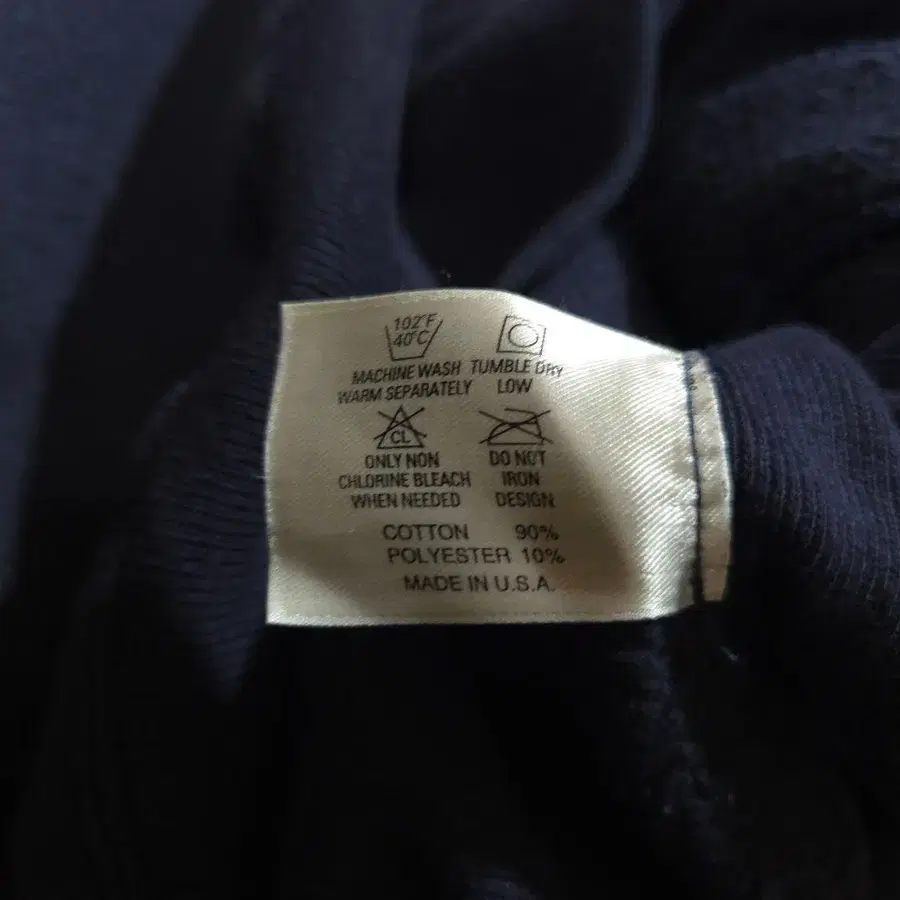 102°F
40°C
MACHINE WASH TUMBLE DRY
WARM SEPARATELY LOW
CL
ONLY NON DO NOT
CHLORINE BLEACH IRON
WHEN NEEDED DESIGN
COTTON 90%
POLYESTER 10%
MADE IN U.S.A.